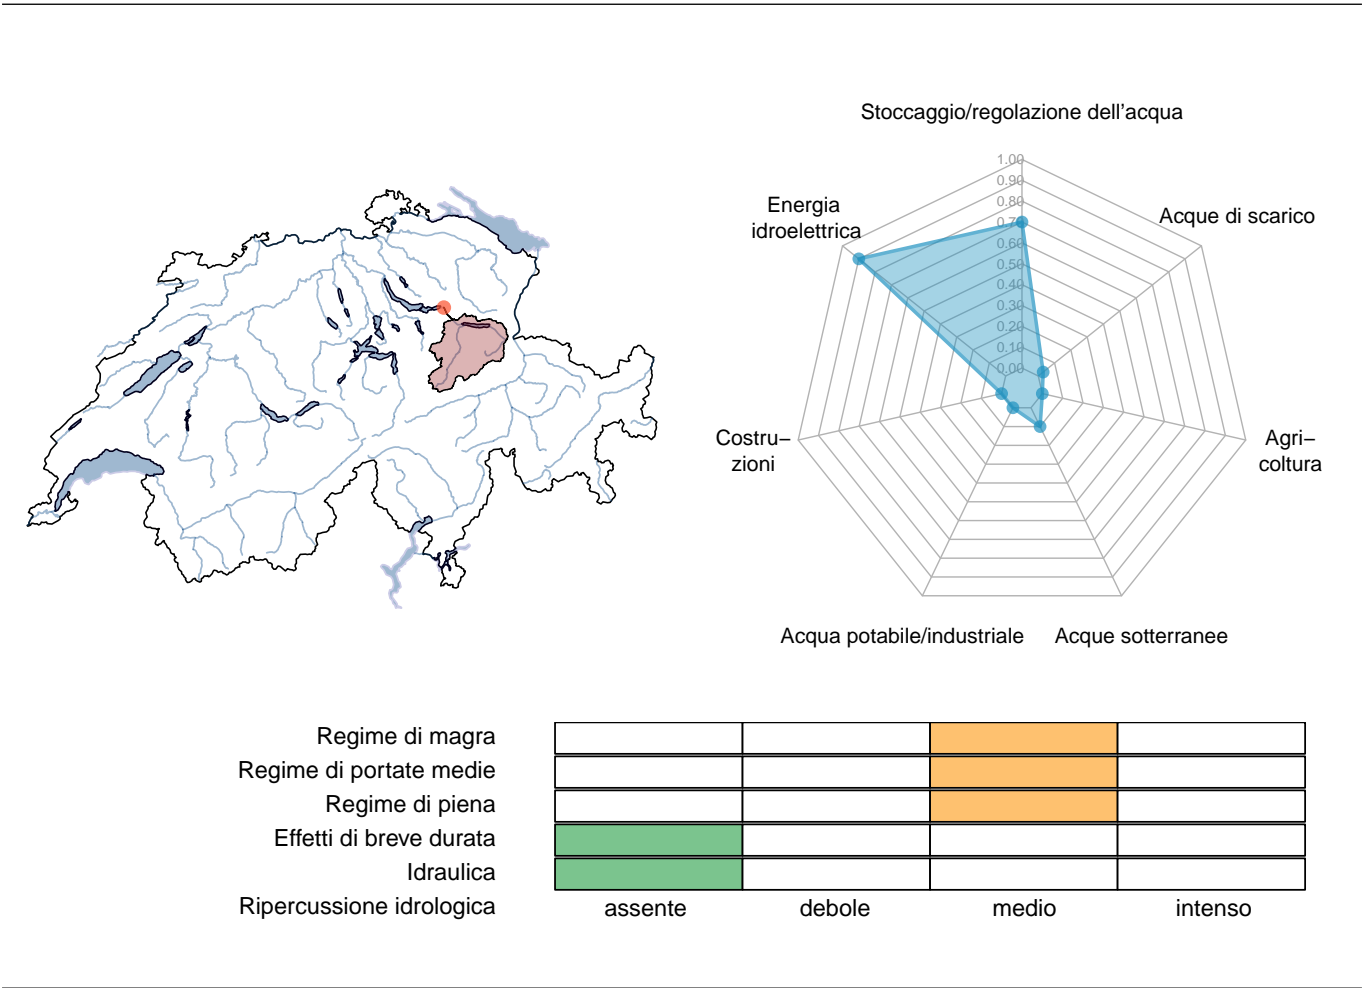 Stoccaggio/regolazione dell'acqua
1.00
0.90
0.80
0.70
0.60
0.50
0.40
0.30
0.20
0.10
0.00
Energia
idroelettrica
Acque di scarico
Costru–
zioni
Agri–
coltura
Acqua potabile/industriale
Acque sotterranee
Regime di magra
Regime di portate medie
Regime di piena
Effetti di breve durata
Idraulica
Ripercussione idrologica
assente
debole
medio
intenso